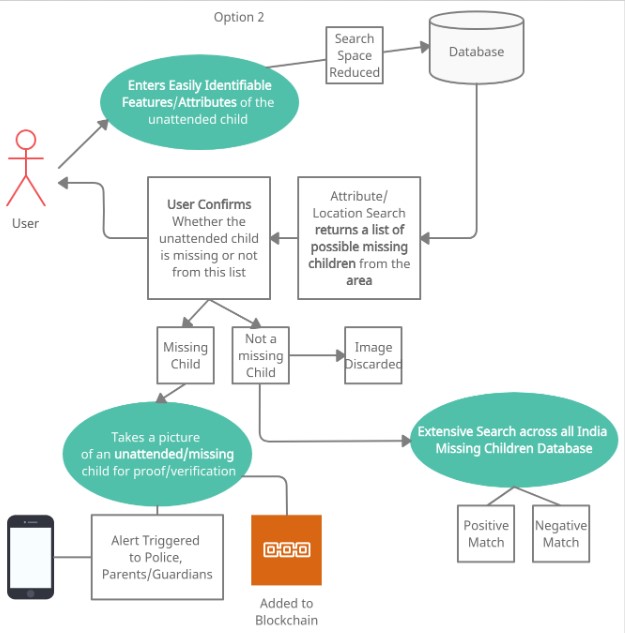 Option 2
Search
Space
Reduced
Database
Enters Easily Identifiable
Features/Attributes of the
unattended child
User
User Confirms
Whether the
unattended child
is missing or not
from this list
Attribute/
Location Search
returns a list of
possible missing
children from the
area
Missing
Child
Not a
missing
Child
Image
Discarded
Takes a picture
of an unattended/missing
child for proof/verification
Extensive Search across all India
Missing Children Database
Alert Triggered
to Police,
Parents/Guardians
Positive
Match
Negative
Match
Added to
Blockchain